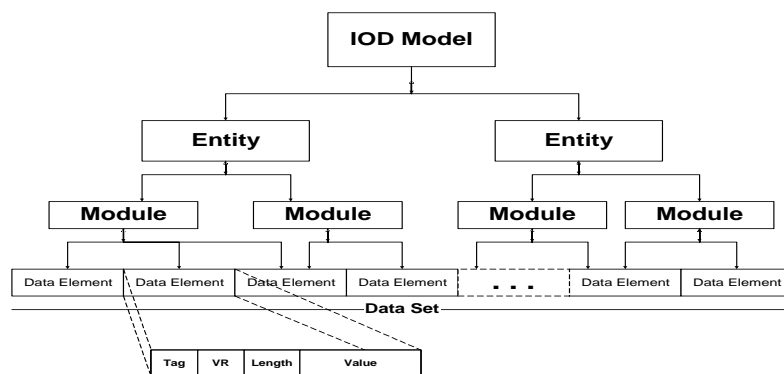 IOD Model
Entity Entity
Module Module Module Module
Data Element Data Element Data Element Data Element . . . Data Element Data Element
Data Set
Tag VR Length Value